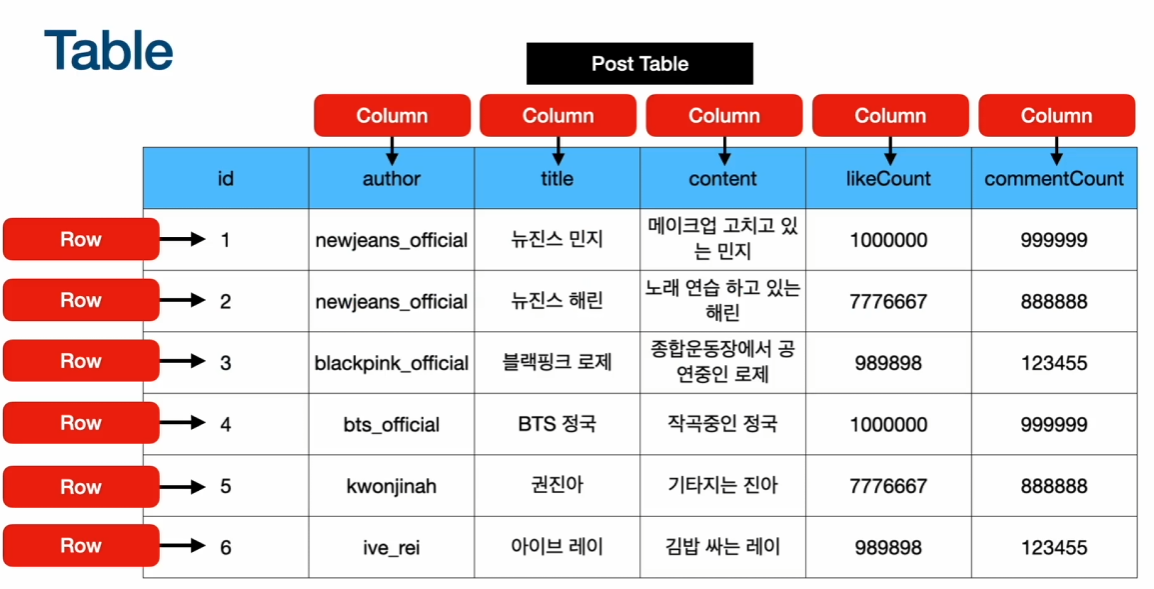 Table
Post Table
Column Column Column Column Column
id author title content likeCount commentCount
Row 1 newjeans_official 뉴진스 민지 메이크업 고치고 있
는 민지 1000000 999999
Row 2 newjeans_official 뉴진스 해린 노래 연습 하고 있는
해린 7776667 888888
Row 3 blackpink_official 블랙핑크 로제 종합운동장에서 공
연중인 로제 989898 123455
Row 4 bts_official BTS 정국 작곡중인 정국 1000000 999999
Row 5 kwonjinah 권진아 기타지는 진아 7776667 888888
Row 6 ive_rei 아이브 레이 김밥 싸는 레이 989898 123455